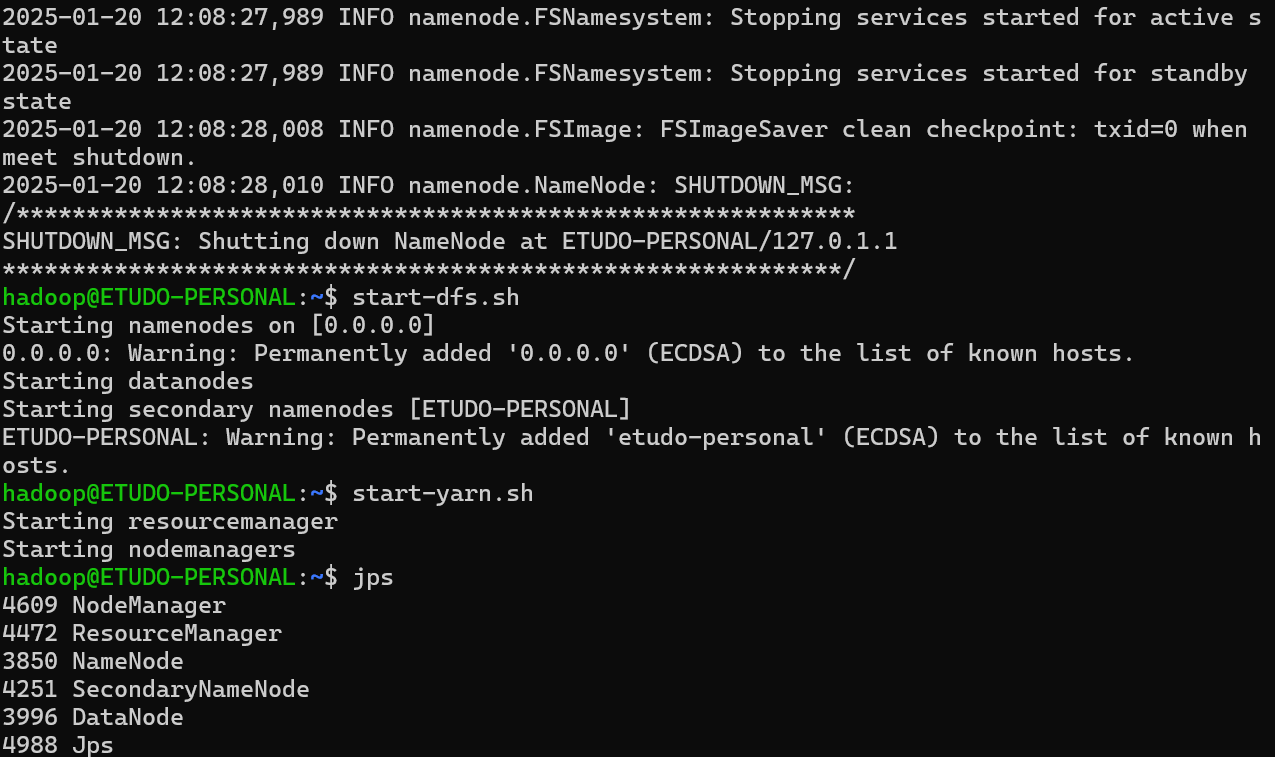 2025-01-20 12:08:27,989 INFO namenode.FSNamesystem: Stopping services started for active s
tate
2025-01-20 12:08:27,989 INFO namenode.FSNamesystem: Stopping services started for standby
state
2025-01-20 12:08:28,008 INFO namenode.FSImage: FSImageSaver clean checkpoint: txid=0 when
meet shutdown.
2025-01-20 12:08:28,010 INFO namenode.NameNode: SHUTDOWN_MSG:
/************************************************************
SHUTDOWN_MSG: Shutting down NameNode at ETUDO-PERSONAL/127.0.1.1
************************************************************/
hadoop@ETUDO-PERSONAL:~$ start-dfs.sh
Starting namenodes on [0.0.0.0]
0.0.0.0: Warning: Permanently added '0.0.0.0' (ECDSA) to the list of known hosts.
Starting datanodes
Starting secondary namenodes [ETUDO-PERSONAL]
ETUDO-PERSONAL: Warning: Permanently added 'etudo-personal' (ECDSA) to the list of known h
osts.
hadoop@ETUDO-PERSONAL:~$ start-yarn.sh
Starting resourcemanager
Starting nodemanagers
hadoop@ETUDO-PERSONAL:~$ jps
4609 NodeManager
4472 ResourceManager
3850 NameNode
4251 SecondaryNameNode
3996 DataNode
4988 Jps